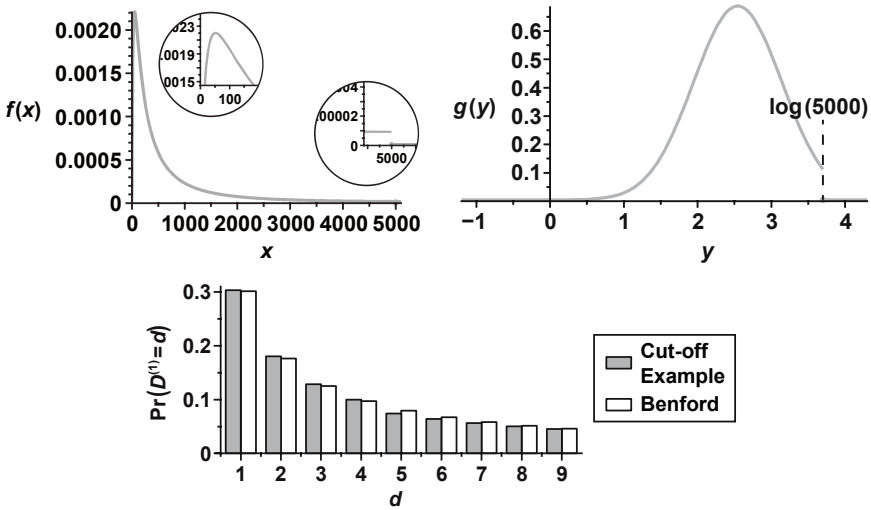 0.0020
0.0015
0.0010
0.0005
0
f(x)
0 1000 2000 3000 4000 5000
x
.023
.0019
.0015
0 100
.00002
0
5000
0.6
0.5
0.4
0.3
0.2
0.1
g(y)
log(5000)
−1 0 1 2 3 4
y
0.3
0.2
0.1
0
Pr(D⁽¹⁾=d)
1 2 3 4 5 6 7 8 9
d
Cut-off
Example
Benford